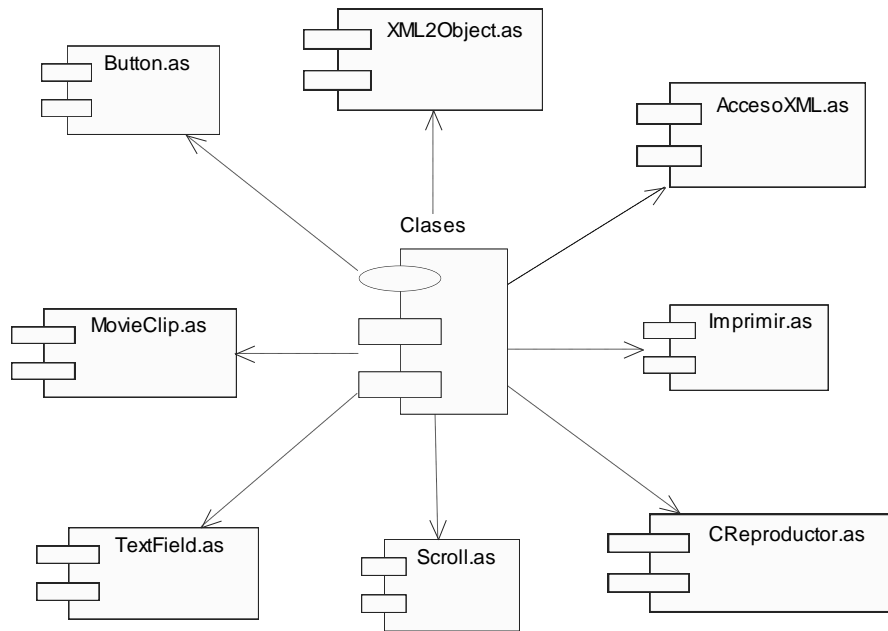 XML2Object.as
Button.as
AccesoXML.as
Clases
MovieClip.as
Imprimir.as
TextField.as
Scroll.as
CReproductor.as